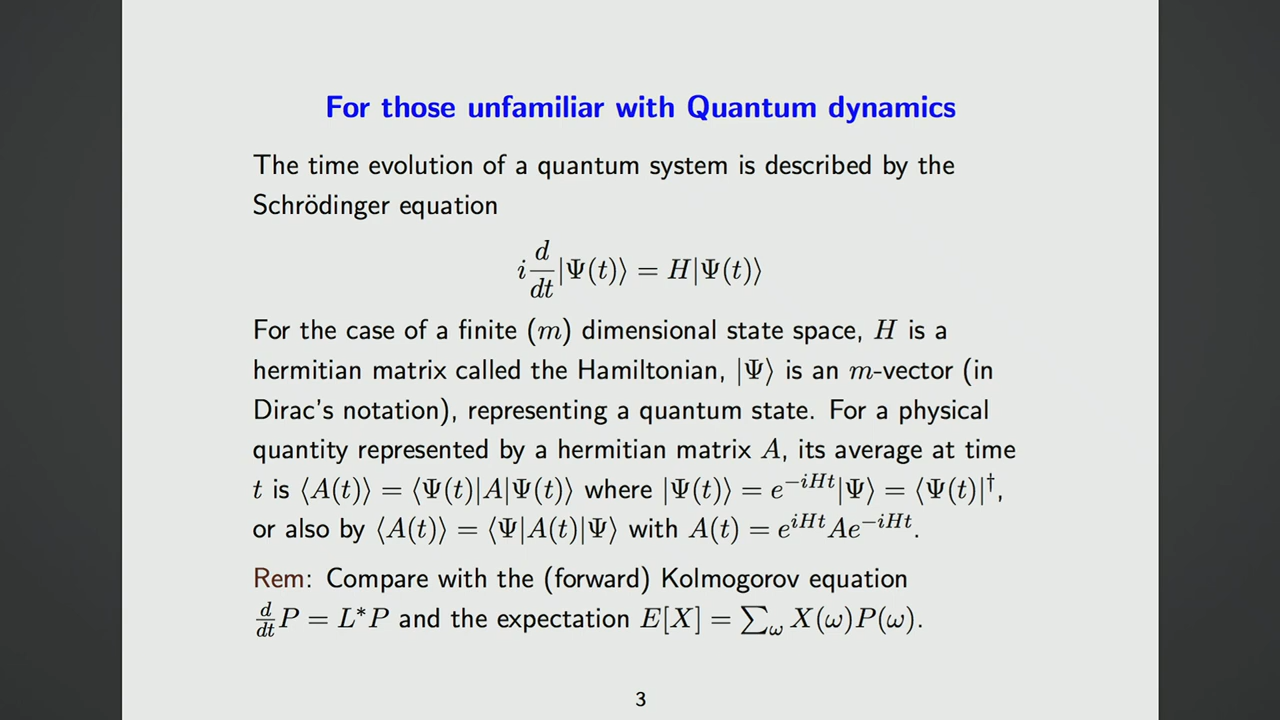 For those unfamiliar with Quantum dynamics
The time evolution of a quantum system is described by the
Schrödinger equation
i d/dt |Ψ(t)⟩ = H|Ψ(t)⟩
For the case of a finite (m) dimensional state space, H is a
hermitian matrix called the Hamiltonian, |Ψ⟩ is an m-vector (in
Dirac's notation), representing a quantum state. For a physical
quantity represented by a hermitian matrix A, its average at time
t is ⟨A(t)⟩ = ⟨Ψ(t)|A|Ψ(t)⟩ where |Ψ(t)⟩ = e^{-iHt}|Ψ⟩ = ⟨Ψ(t)|^†,
or also by ⟨A(t)⟩ = ⟨Ψ|A(t)|Ψ⟩ with A(t) = e^{iHt}Ae^{-iHt}.
Rem: Compare with the (forward) Kolmogorov equation
d/dt P = L*P and the expectation E[X] = ∑_ω X(ω)P(ω).
3